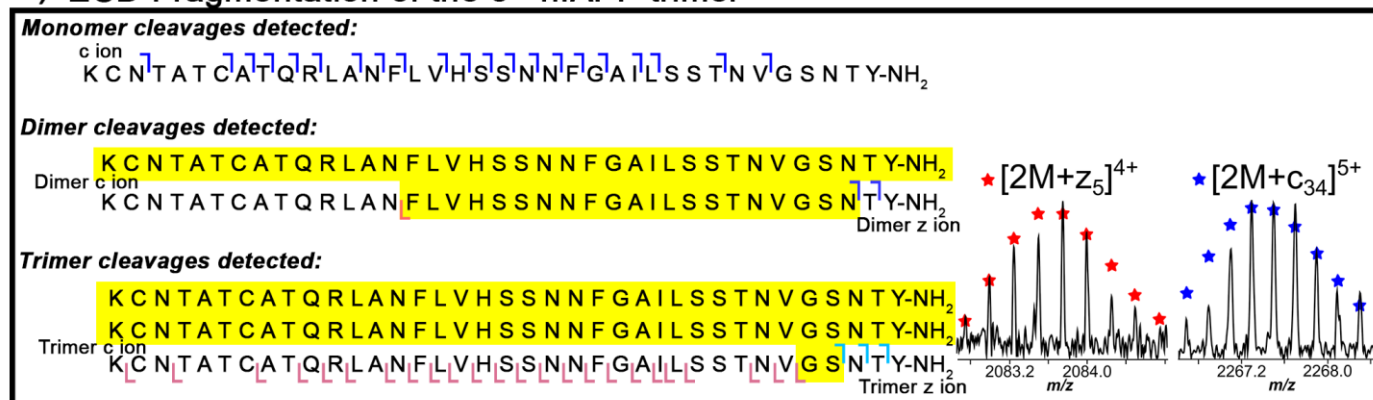 Monomer cleavages detected:
c ion
K C N T A T C A T Q R L A N F L V H S S N N F G A I L S S T N V G S N T Y-NH2
Dimer cleavages detected:
K C N T A T C A T Q R L A N F L V H S S N N F G A I L S S T N V G S N T Y-NH2
Dimer c ion
K C N T A T C A T Q R L A N F L V H S S N N F G A I L S S T N V G S N T Y-NH2
Dimer z ion
Trimer cleavages detected:
K C N T A T C A T Q R L A N F L V H S S N N F G A I L S S T N V G S N T Y-NH2
K C N T A T C A T Q R L A N F L V H S S N N F G A I L S S T N V G S N T Y-NH2
Trimer c ion
K C N T A T C A T Q R L A N F L V H S S N N F G A I L S S T N V G S N T Y-NH2
Trimer z ion
[2M+z5]4+
2083.2 2084.0
m/z
[2M+c34]5+
2267.2 2268.0
m/z